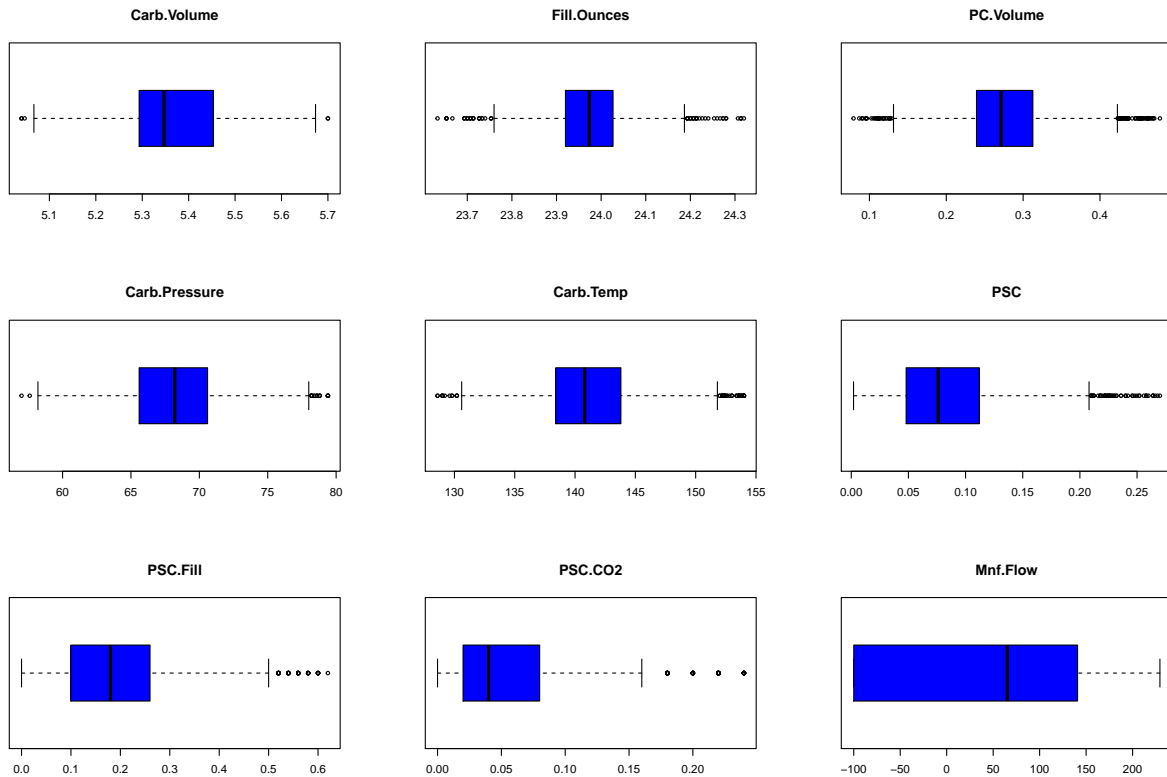 Carb.Volume
5.1 5.2 5.3 5.4 5.5 5.6 5.7
Fill.Ounces
23.7 23.8 23.9 24.0 24.1 24.2 24.3
PC.Volume
0.1 0.2 0.3 0.4
Carb.Pressure
60 65 70 75 80
Carb.Temp
130 135 140 145 150 155
PSC
0.00 0.05 0.10 0.15 0.20 0.25
PSC.Fill
0.0 0.1 0.2 0.3 0.4 0.5 0.6
PSC.CO2
0.00 0.05 0.10 0.15 0.20
Mnf.Flow
−100 −50 0 50 100 150 200